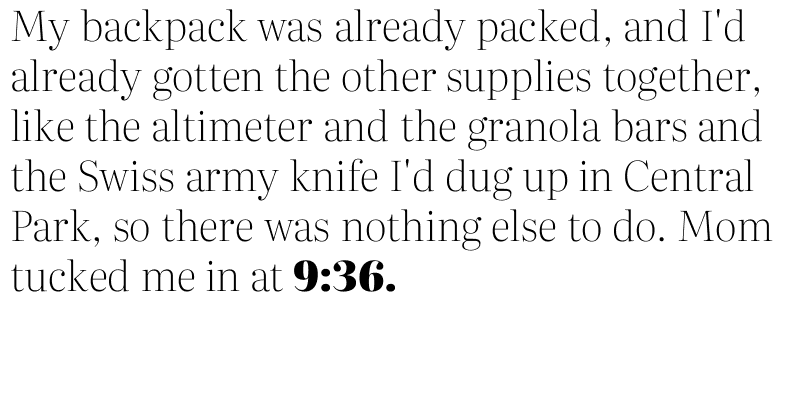 My backpack was already packed, and I'd
already gotten the other supplies together,
like the altimeter and the granola bars and
the Swiss army knife I'd dug up in Central
Park, so there was nothing else to do. Mom
tucked me in at 9:36.